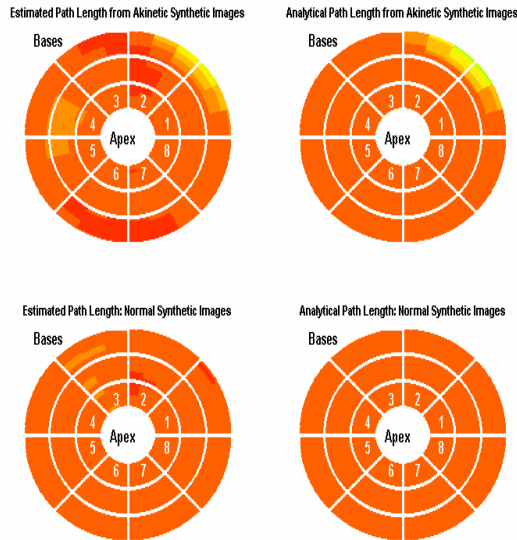 Estimated Path Length from Akinetic Synthetic Images
Bases
3 2
4 1
Apex
5 8
6 7
Analytical Path Length from Akinetic Synthetic Images
Bases
3 2
4 1
Apex
5 8
6 7
Estimated Path Length: Normal Synthetic Images
Bases
3 2
4 1
Apex
5 8
6 7
Analytical Path Length: Normal Synthetic Images
Bases
3 2
4 1
Apex
5 8
6 7